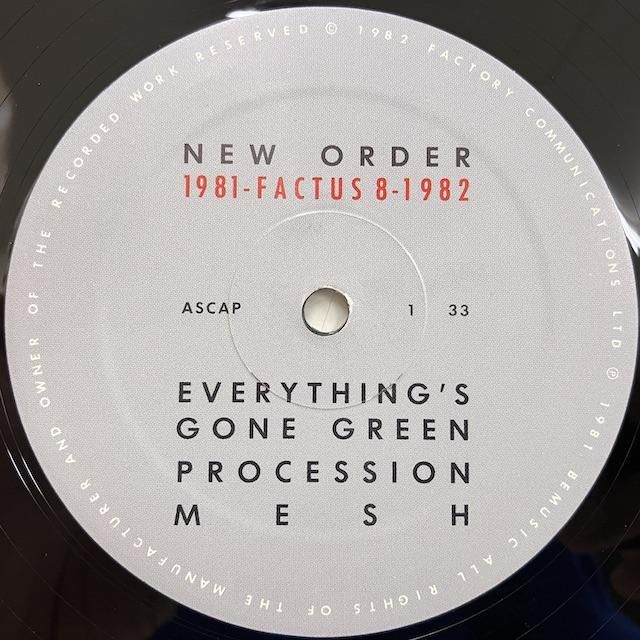 NEW ORDER
1981-FACTUS 8-1982
ASCAP 1 33
EVERYTHING'S
GONE GREEN
PROCESSION
MESH
© 1982 FACTORY COMMUNICATIONS LTD ℗ 1981. BEMUSIC ALL RIGHTS OF THE MANUFACTURER AND OWNER OF THE RECORDED WORK RESERVED